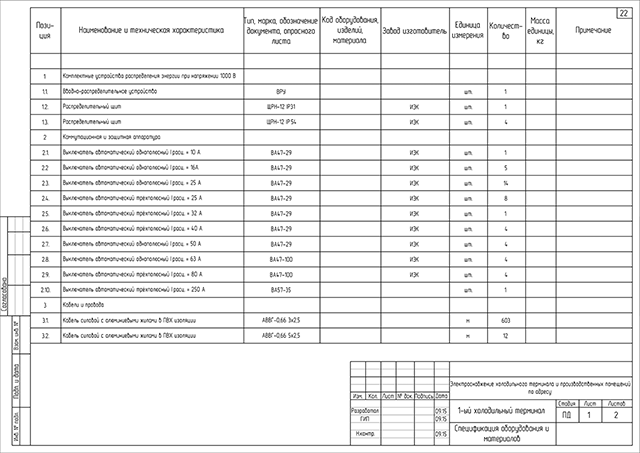 22
Пози-
ция
Наименование и техническая характеристика
Тип, марка, обозначение
документа, опросного
листа
Код оборудования,
изделий,
материала
Завод изготовитель
Единица
измерения
Количест-
во
Масса
единицы,
кг
Примечание
1. Комплектные устройства распределения энергии при напряжении 1000 В
1.1. Вводно-распределительное устройство ВРУ шт. 1
1.2. Распределительный щит ЩРН-12 IP31 ИЭК шт. 1
1.3. Распределительный щит ЩРН-12 IP54 ИЭК шт. 4
2 Коммутационная и защитная аппаратура
2.1. Выключатель автоматический однополюсный Iрасц. = 10 А ВА47-29 ИЭК шт. 1
2.2 Выключатель автоматический однополюсный Iрасц. = 16А ВА47-29 ИЭК шт. 5
2.3. Выключатель автоматический однополюсный Iрасц. = 25 А ВА47-29 ИЭК шт. 14
2.4. Выключатель автоматический трёхполюсный Iрасц. = 25 А ВА47-29 ИЭК шт. 8
2.5. Выключатель автоматический однополюсный Iрасц. = 32 А ВА47-29 ИЭК шт. 1
2.6. Выключатель автоматический трёхполюсный Iрасц. = 40 А ВА47-29 ИЭК шт. 4
2.7. Выключатель автоматический однополюсный Iрасц. = 50 А ВА47-29 ИЭК шт. 4
2.8. Выключатель автоматический однополюсный Iрасц. = 63 А ВА47-100 ИЭК шт. 4
2.9. Выключатель автоматический трёхполюсный Iрасц. = 80 А ВА47-100 ИЭК шт. 4
2.10. Выключатель автоматический трёхполюсный Iрасц. = 250 А ВА57-35 шт. 1
3 Кабели и провода
3.1. Кабель силовой с алюминиевыми жилами в ПВХ изоляции АВВГ-0,66 3х2.5 м 603
3.2. Кабель силовой с алюминиевыми жилами в ПВХ изоляции АВВГ-0,66 5х2.5 м 12
Согласовано
Взам. инв. №
Подп. и дата
Инв. № подл.
Электроснабжение холодильного терминала и производственных помещений
по адресу
Изм. Кол. Лист № док. Подпись Дата
Разработал 09.15
ГИП 09.15
Н.контр. 09.15
1-ый холодильный терминал
Стадия Лист Листов
ПД 1 2
Спецификация оборудования и
материалов